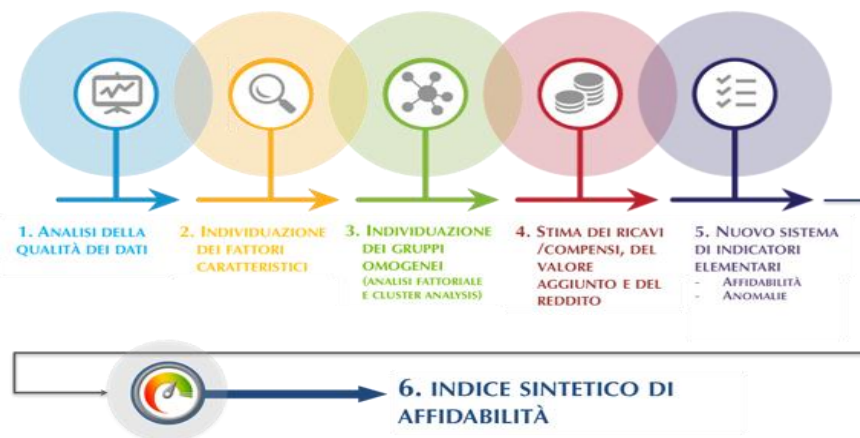 1. Analisi della
qualità dei dati
2. Individuazione
dei fattori
caratteristici
3. Individuazione
dei gruppi
omogenei
(analisi fattoriale
e cluster analysis)
4. Stima dei ricavi
/compensi, del
valore
aggiunto e del
reddito
5. Nuovo sistema
di indicatori
elementari
- Affidabilità
- Anomalie
6. INDICE SINTETICO DI
AFFIDABILITÀ